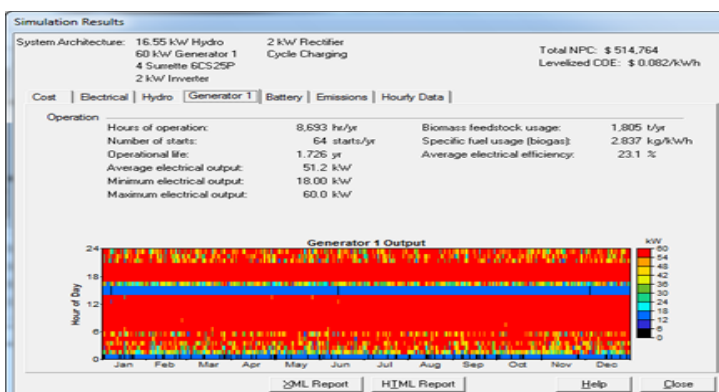 Simulation Results
System Architecture: 16.55 kW Hydro 2 kW Rectifier
60 kW Generator 1 Cycle Charging
4 Surrette 6CS25P
2 kW Inverter
Total NPC: $ 514,764
Levelized COE: $ 0.082/kWh
Cost Electrical Hydro Generator 1 Battery Emissions Hourly Data
Operation
Hours of operation: 8,693 hr/yr Biomass feedstock usage: 1,805 t/yr
Number of starts: 64 starts/yr Specific fuel usage (biogas): 2.837 kg/kWh
Operational life: 1.726 yr Average electrical efficiency: 23.1 %
Average electrical output: 51.2 kW
Minimum electrical output: 18.00 kW
Maximum electrical output: 60.0 kW
Generator 1 Output
kW
24
18
12
6
0
Hour of Day
Jan Feb Mar Apr May Jun Jul Aug Sep Oct Nov Dec
60
54
48
42
36
30
24
18
12
6
0
XML Report HTML Report Help Close